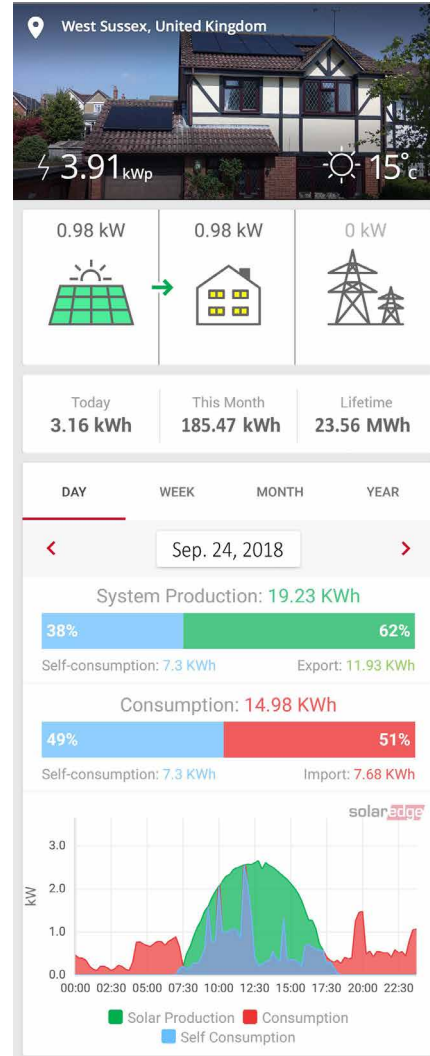 West Sussex, United Kingdom
3.91 kWp
15°c
0.98 kW 0.98 kW 0 kW
Today This Month Lifetime
3.16 kWh 185.47 kWh 23.56 MWh
DAY WEEK MONTH YEAR
Sep. 24, 2018
System Production: 19.23 KWh
38% 62%
Self-consumption: 7.3 KWh Export: 11.93 KWh
Consumption: 14.98 KWh
49% 51%
Self-consumption: 7.3 KWh Import: 7.68 KWh
solaredge
3.0
2.0
kW
1.0
0.0
00:00 02:30 05:00 07:30 10:00 12:30 15:00 17:30 20:00 22:30
Solar Production Consumption
Self Consumption